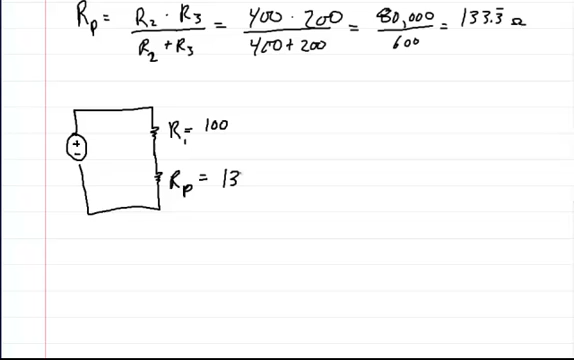 Rp = R2 · R3 / R2 + R3 = 400 · 200 / 400 + 200 = 80,000 / 600 = 133.3̅ Ω
R1 = 100
+
-
Rp = 13